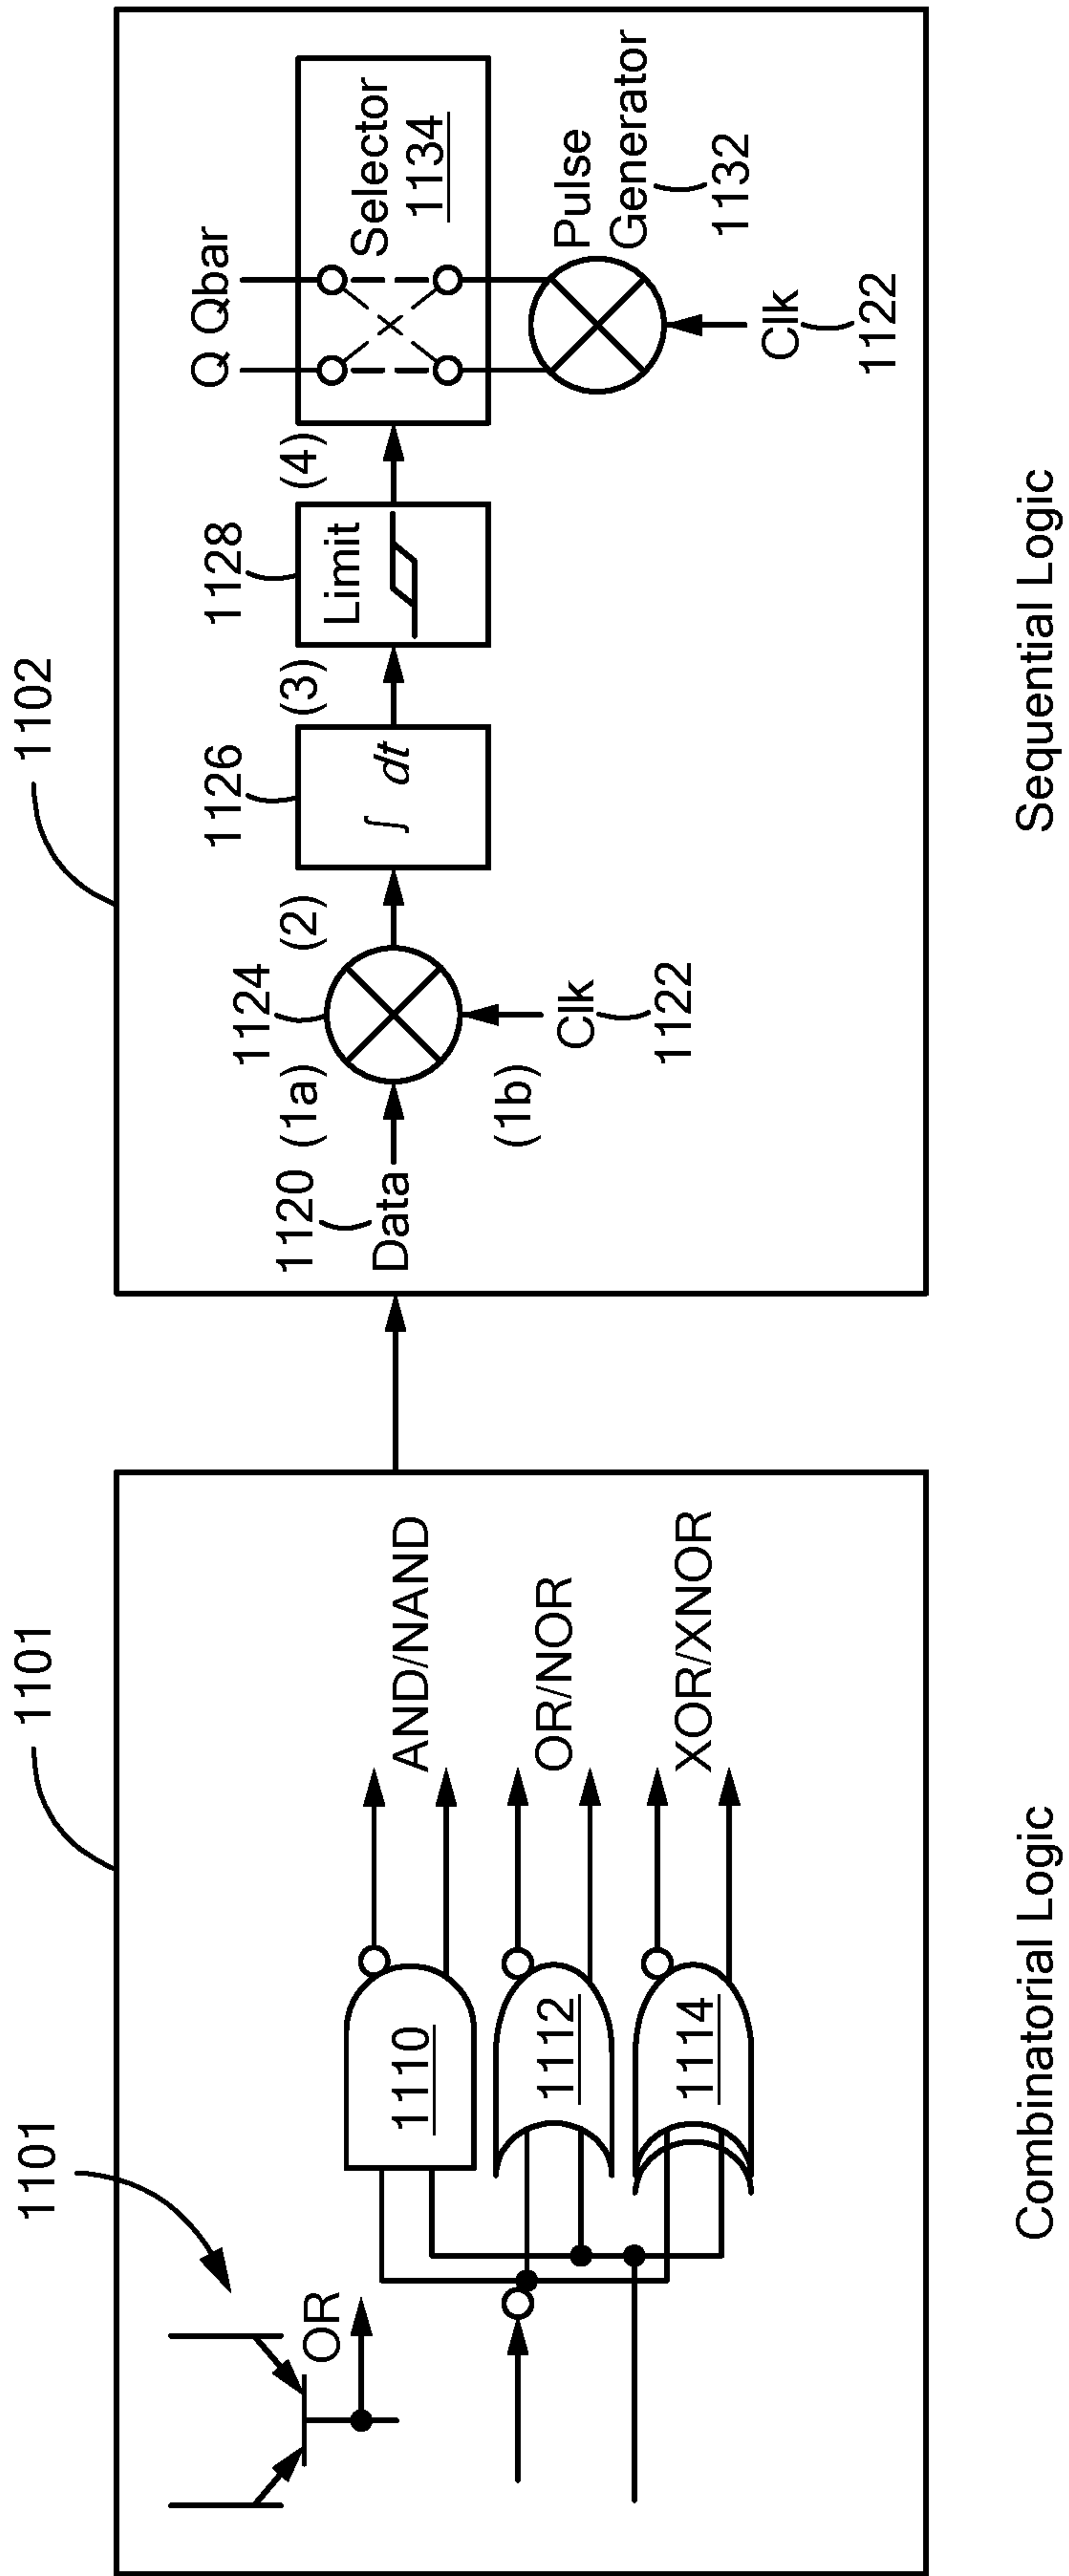 1101
1101
OR
1110
AND/NAND
1112
OR/NOR
1114
XOR/XNOR
Combinatorial Logic
1102
1120
Data
(1a)
1124
(1b)
Clk
1122
(2)
1126
∫ dt
(3)
1128
Limit
(4)
Q Qbar
Selector
1134
Pulse
Generator
1132
Clk
1122
Sequential Logic